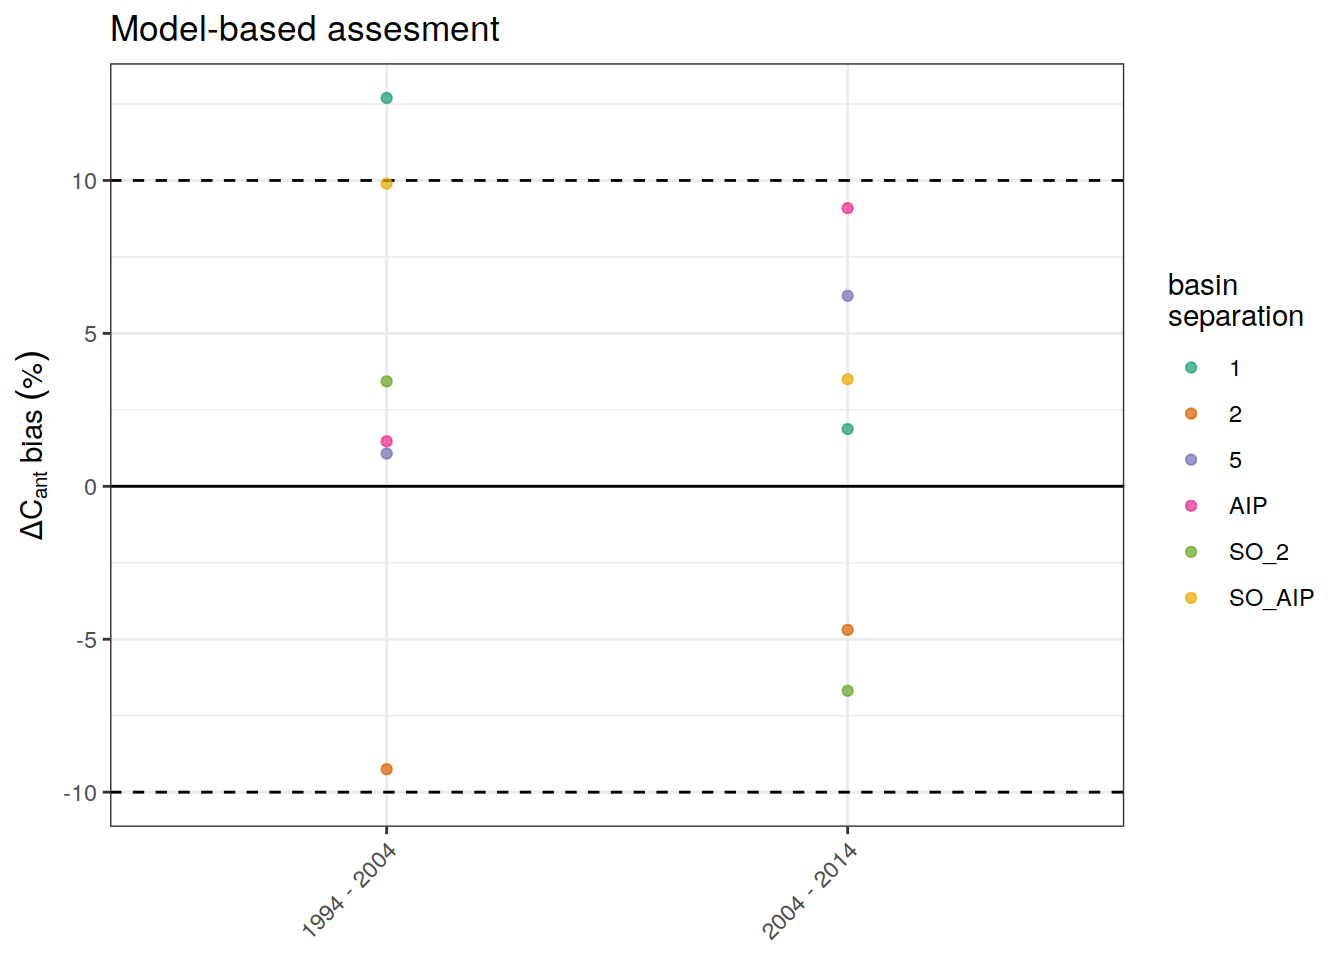 Model-based assesment
ΔCant bias (%)
10
5
0
-5
-10
1994 - 2004
2004 - 2014
basin
separation
1
2
5
AIP
SO_2
SO_AIP